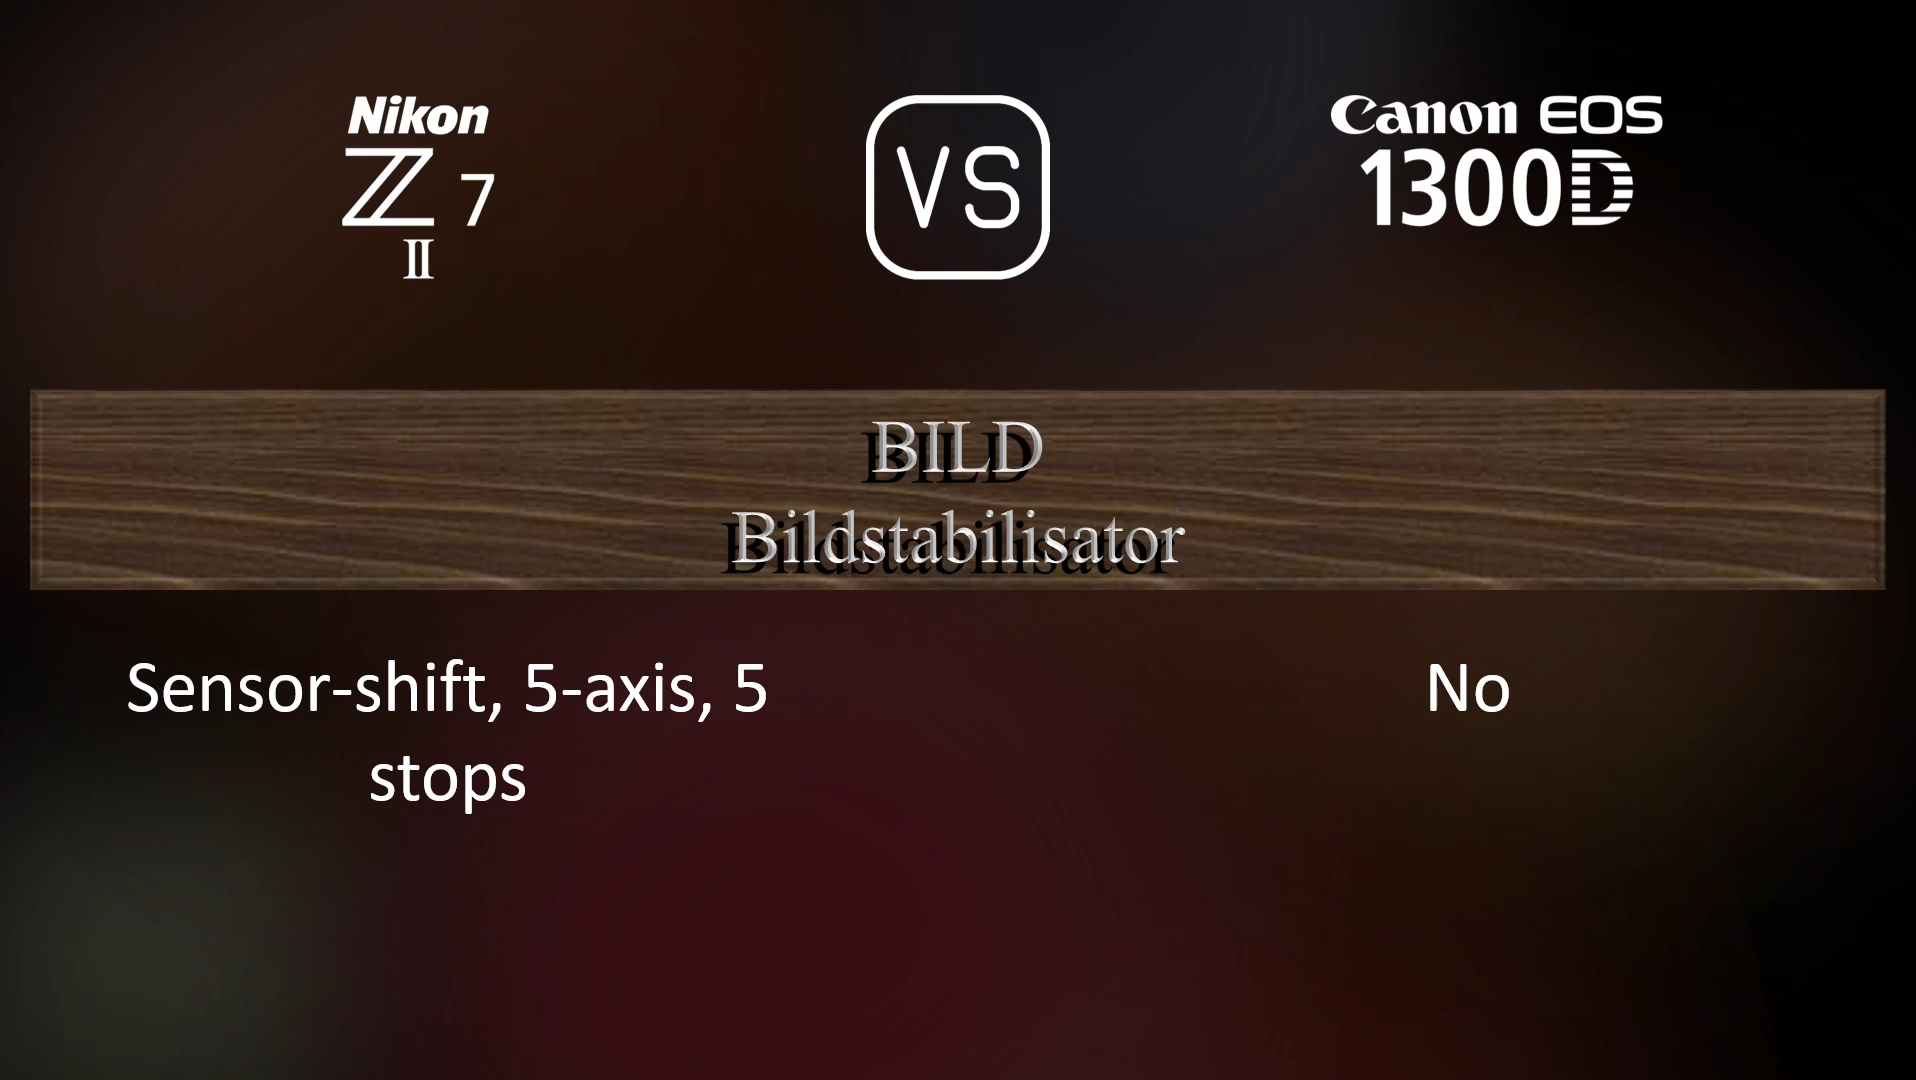 Nikon
Z 7
II
VS
Canon EOS
1300D
BILD
Bildstabilisator
Sensor-shift, 5-axis, 5
stops
No